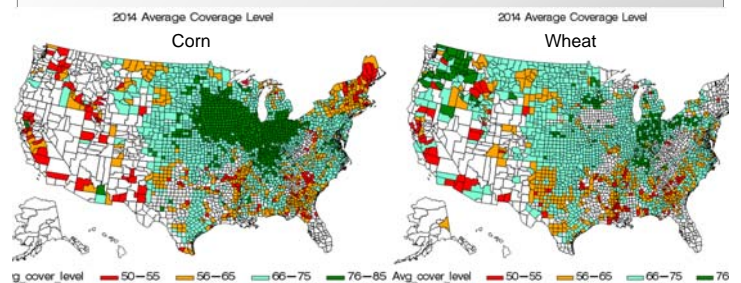 2014 Average Coverage Level
Corn
g_cover_level 50–55 56–65 66–75 76–85
2014 Average Coverage Level
Wheat
Avg_cover_level 50–55 56–65 66–75 76